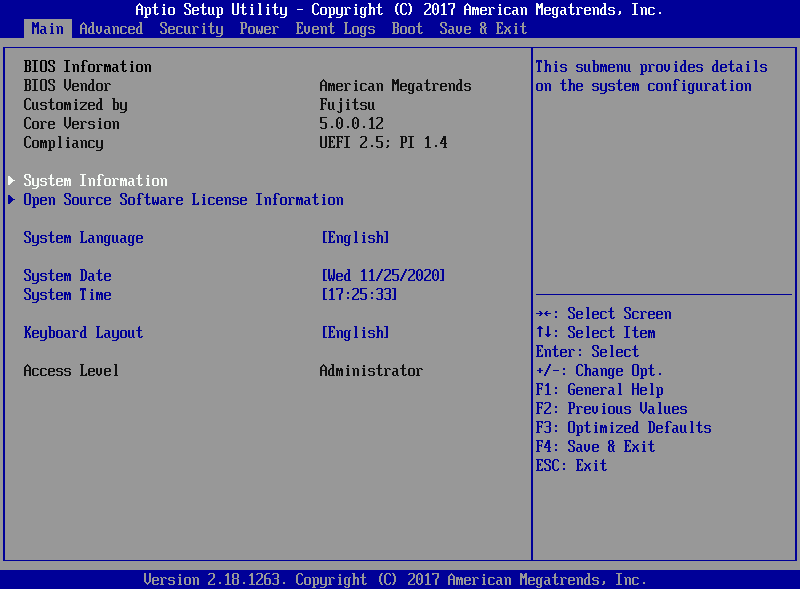 Aptio Setup Utility - Copyright (C) 2017 American Megatrends, Inc.
Main Advanced Security Power Event Logs Boot Save & Exit
BIOS Information
BIOS Vendor American Megatrends
Customized by Fujitsu
Core Version 5.0.0.12
Compliancy UEFI 2.5; PI 1.4
System Information
Open Source Software License Information
System Language [English]
System Date [Wed 11/25/2020]
System Time [17:25:33]
Keyboard Layout [English]
Access Level Administrator
This submenu provides details
on the system configuration
→←: Select Screen
↑↓: Select Item
Enter: Select
+/-: Change Opt.
F1: General Help
F2: Previous Values
F3: Optimized Defaults
F4: Save & Exit
ESC: Exit
Version 2.18.1263. Copyright (C) 2017 American Megatrends, Inc.